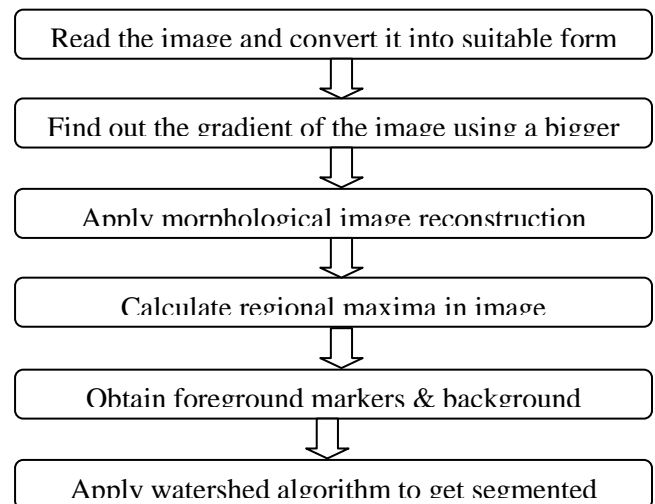 Read the image and convert it into suitable form
Find out the gradient of the image using a bigger
Apply morphological image reconstruction
Calculate regional maxima in image
Obtain foreground markers & background
Apply watershed algorithm to get segmented